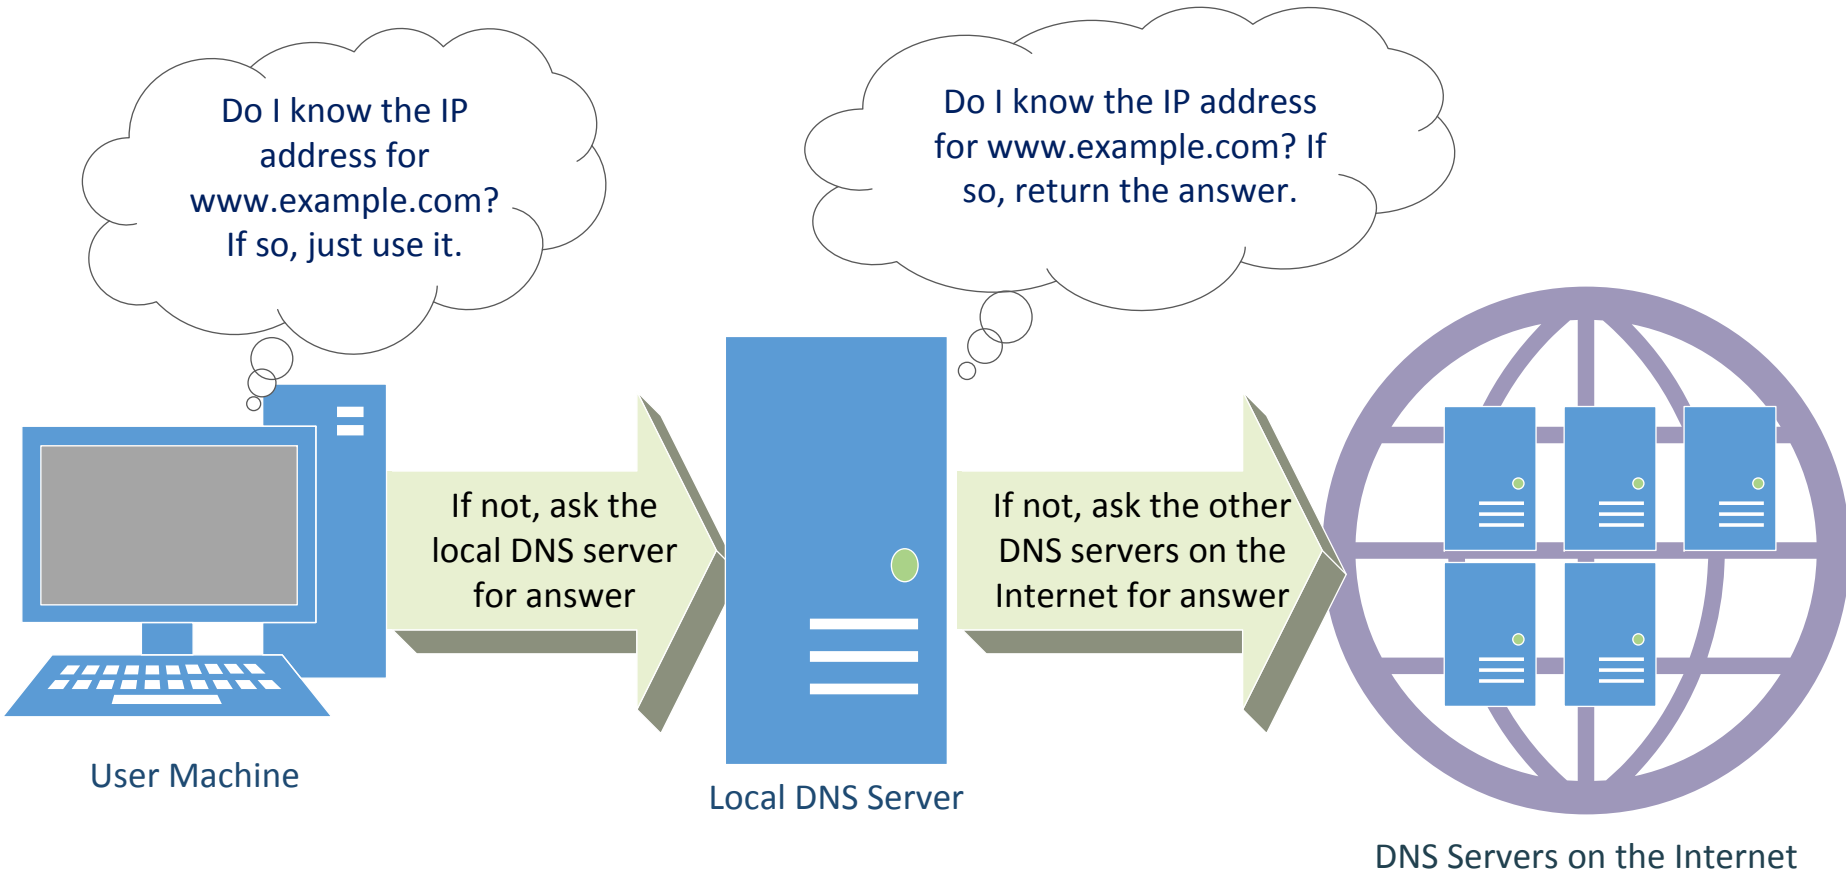 Do I know the IP
address for
www.example.com?
If so, just use it.
Do I know the IP address
for www.example.com? If
so, return the answer.
If not, ask the
local DNS server
for answer
If not, ask the other
DNS servers on the
Internet for answer
User Machine
Local DNS Server
DNS Servers on the Internet